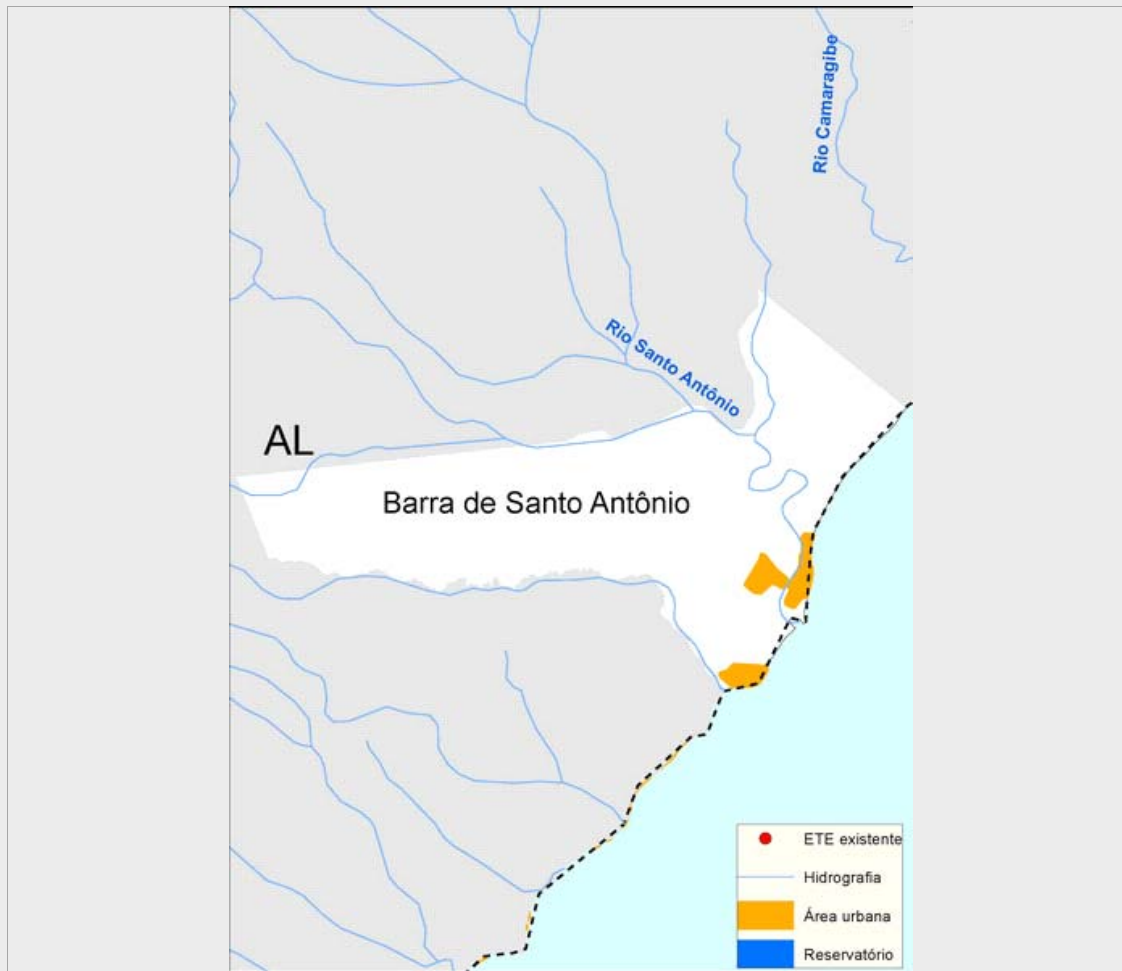 Rio Camaragibe
Rio Santo Antônio
AL
Barra de Santo Antônio
ETE existente
Hidrografia
Área urbana
Reservatório